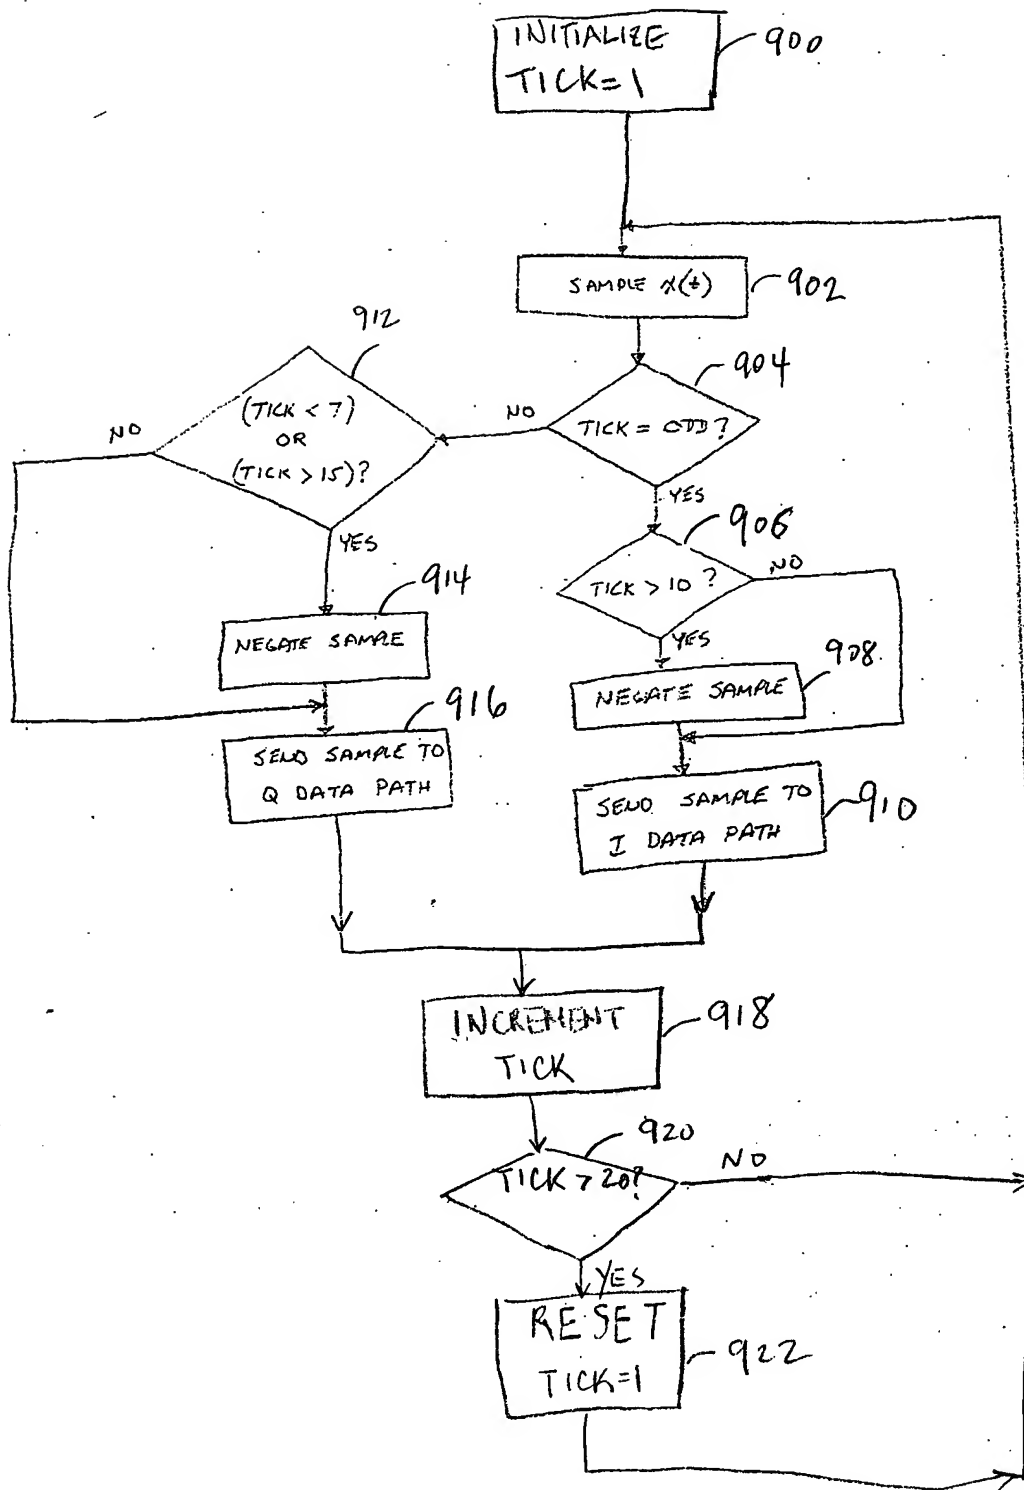 INITIALIZE
TICK=1
900
SAMPLE x(t)
902
904
TICK = ODD?
NO
YES
912
(TICK < 7)
OR
(TICK > 15)?
NO
YES
906
TICK > 10 ?
NO
YES
914
NEGATE SAMPLE
908
NEGATE SAMPLE
916
SEND SAMPLE TO
Q DATA PATH
SEND SAMPLE TO
I DATA PATH
910
INCREMENT
TICK
918
920
TICK > 20?
NO
YES
RESET
TICK=1
922